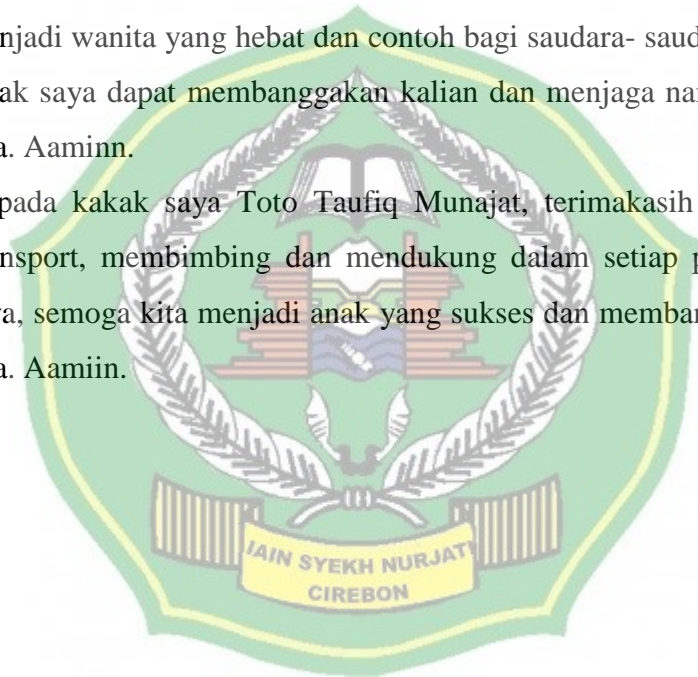 enjadi wanita yang hebat dan contoh bagi saudara- saud
ak saya dapat membanggakan kalian dan menjaga na
a. Aaminn.
pada kakak saya Toto Taufiq Munajat, terimakasih
nsport, membimbing dan mendukung dalam setiap p
a, semoga kita menjadi anak yang sukses dan memban
a. Aamiin.
IAIN SYEKH NURJATI
CIREBON